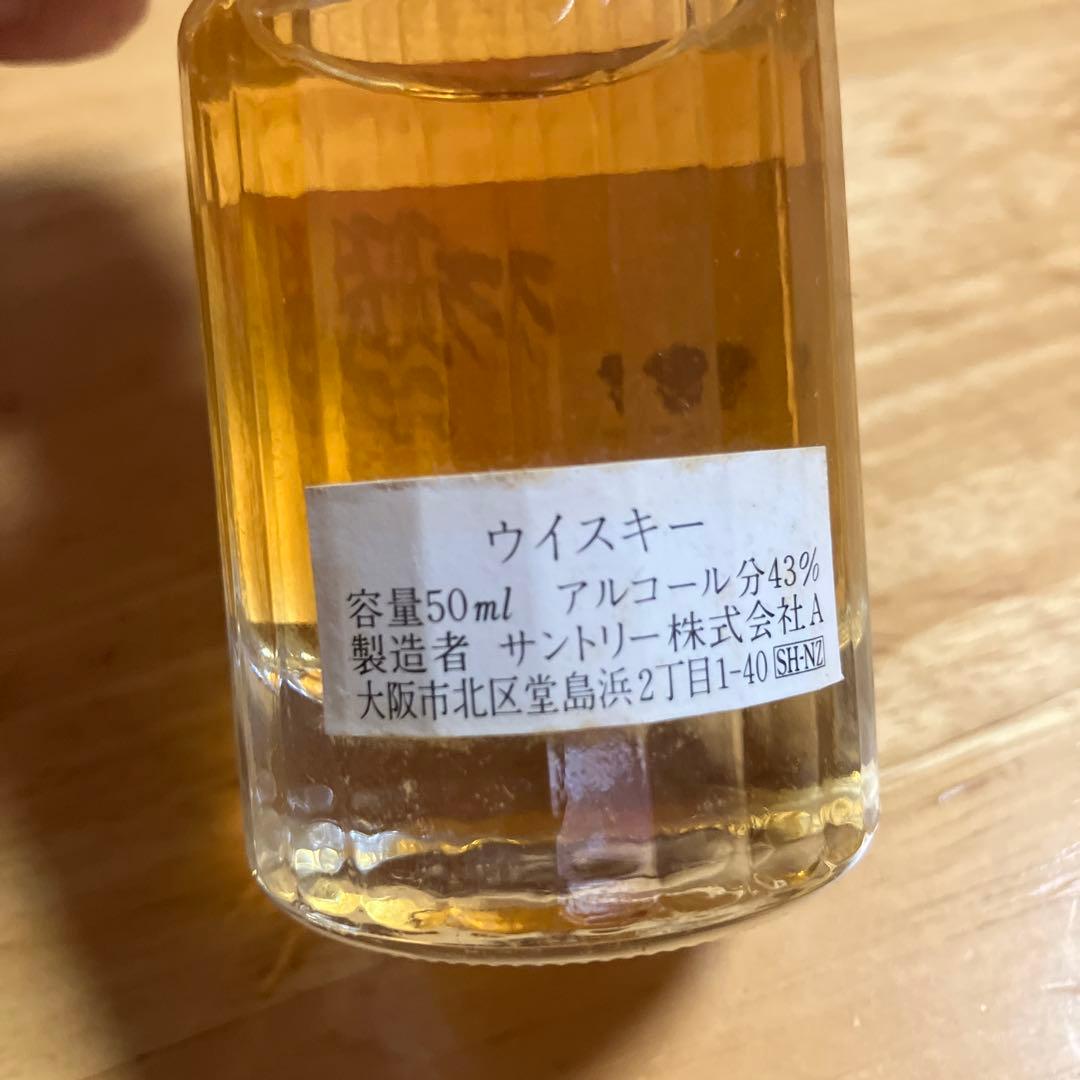 ウイスキー
容量50ml アルコール分43%
製造者 サントリー株式会社A
大阪市北区堂島浜2丁目1-40 SH-NZ